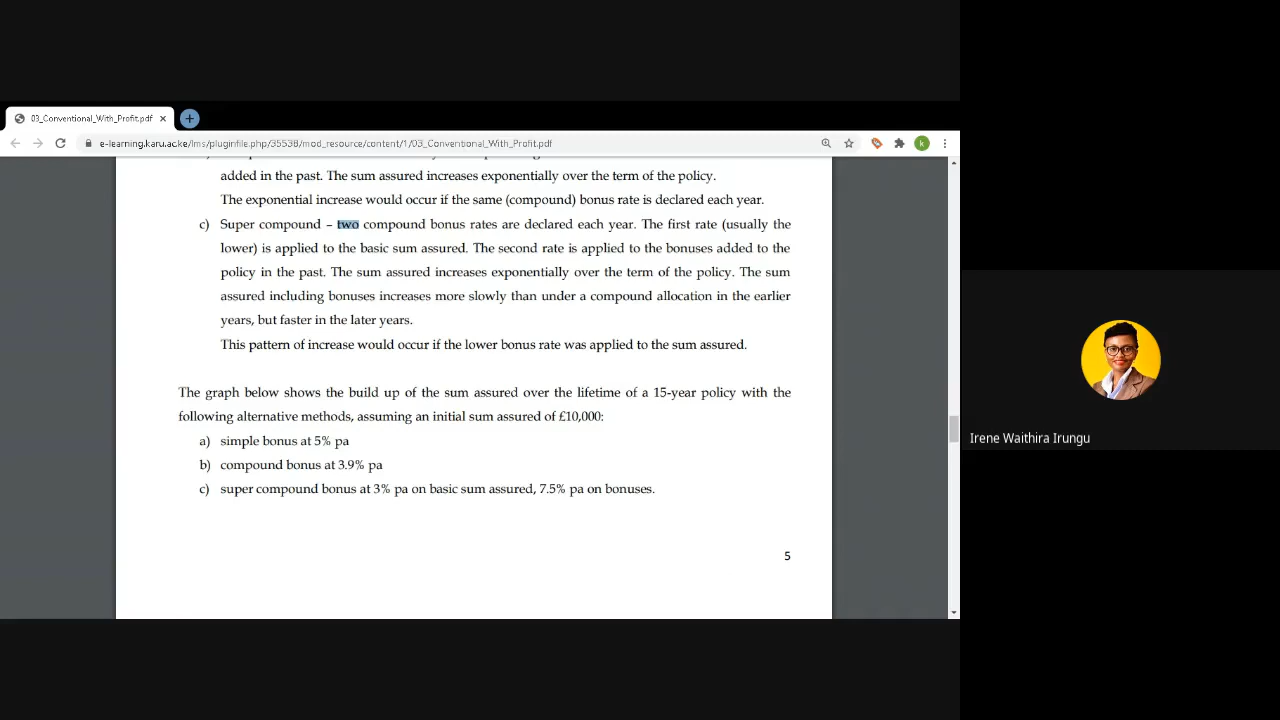 03_Conventional_With_Profit.pdf
e-learning.karu.ac.ke/lms/pluginfile.php/35538/mod_resource/content/1/03_Conventional_With_Profit.pdf
k
added in the past. The sum assured increases exponentially over the term of the policy.
The exponential increase would occur if the same (compound) bonus rate is declared each year.
c) Super compound – two compound bonus rates are declared each year. The first rate (usually the
lower) is applied to the basic sum assured. The second rate is applied to the bonuses added to the
policy in the past. The sum assured increases exponentially over the term of the policy. The sum
assured including bonuses increases more slowly than under a compound allocation in the earlier
years, but faster in the later years.
This pattern of increase would occur if the lower bonus rate was applied to the sum assured.
The graph below shows the build up of the sum assured over the lifetime of a 15-year policy with the
following alternative methods, assuming an initial sum assured of £10,000:
a) simple bonus at 5% pa
b) compound bonus at 3.9% pa
c) super compound bonus at 3% pa on basic sum assured, 7.5% pa on bonuses.
5
Irene Waithira Irungu